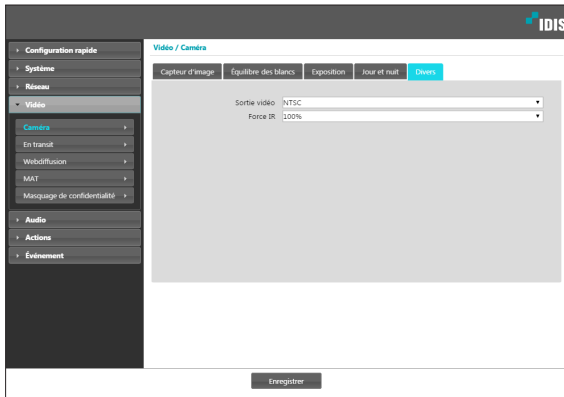 IDIS
Configuration rapide
Système
Réseau
Vidéo
Caméra
En transit
Webdiffusion
MAT
Masquage de confidentialité
Audio
Actions
Événement
Vidéo / Caméra
Capteur d'image
Équilibre des blancs
Exposition
Jour et nuit
Divers
Sortie vidéo NTSC
Force IR 100%
Enregistrer